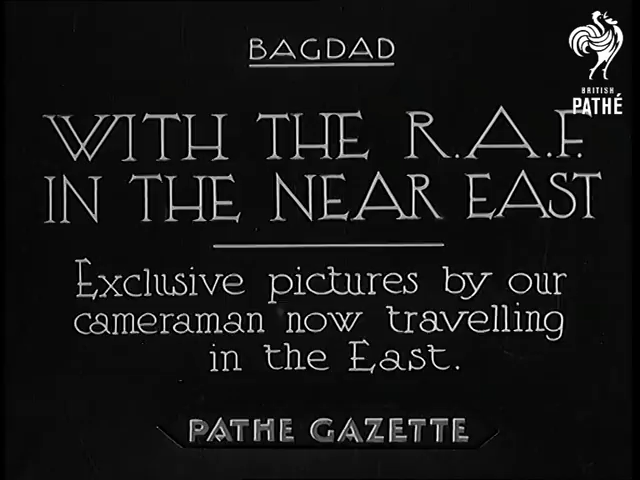 BAGDAD
WITH THE R.A.F.
IN THE NEAR EAST
Exclusive pictures by our
cameraman now travelling
in the East.
PATHE GAZETTE
BRITISH
PATHÉ